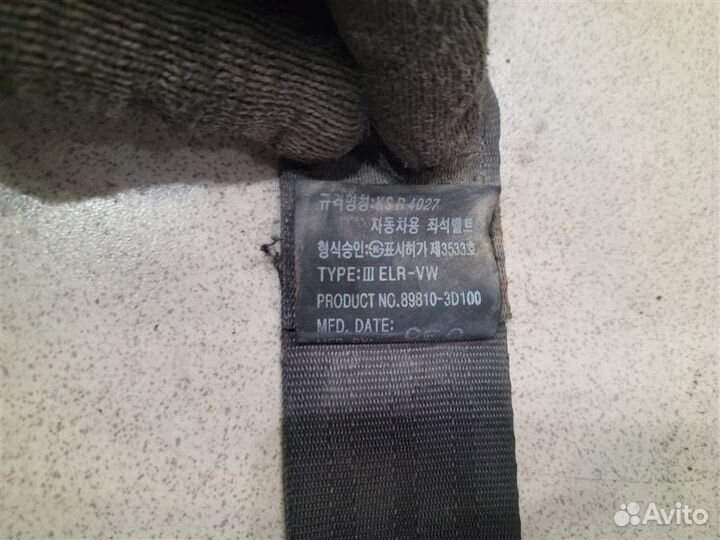 규격명칭:KS R 4027
자동차용 좌석벨트
형식승인:㉿표시허가 제3533호
TYPE:Ⅲ ELR-VW
PRODUCT NO.89810-3D100
MFD. DATE:
Avito